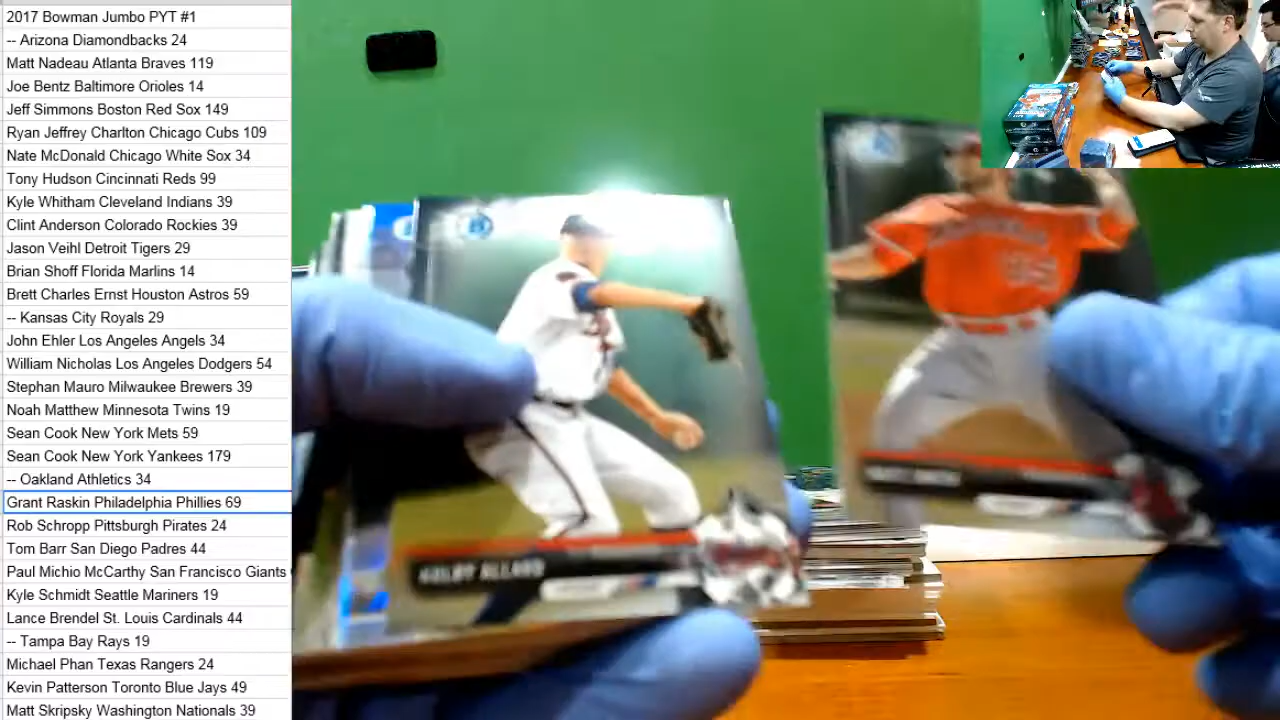 2017 Bowman Jumbo PYT #1
-- Arizona Diamondbacks 24
Matt Nadeau Atlanta Braves 119
Joe Bentz Baltimore Orioles 14
Jeff Simmons Boston Red Sox 149
Ryan Jeffrey Charlton Chicago Cubs 109
Nate McDonald Chicago White Sox 34
Tony Hudson Cincinnati Reds 99
Kyle Whitham Cleveland Indians 39
Clint Anderson Colorado Rockies 39
Jason Veihl Detroit Tigers 29
Brian Shoff Florida Marlins 14
Brett Charles Ernst Houston Astros 59
-- Kansas City Royals 29
John Ehler Los Angeles Angels 34
William Nicholas Los Angeles Dodgers 54
Stephan Mauro Milwaukee Brewers 39
Noah Matthew Minnesota Twins 19
Sean Cook New York Mets 59
Sean Cook New York Yankees 179
-- Oakland Athletics 34
Grant Raskin Philadelphia Phillies 69
Rob Schropp Pittsburgh Pirates 24
Tom Barr San Diego Padres 44
Paul Michio McCarthy San Francisco Giants
Kyle Schmidt Seattle Mariners 19
Lance Brendel St. Louis Cardinals 44
-- Tampa Bay Rays 19
Michael Phan Texas Rangers 24
Kevin Patterson Toronto Blue Jays 49
Matt Skripsky Washington Nationals 39
KOLBY ALLARD